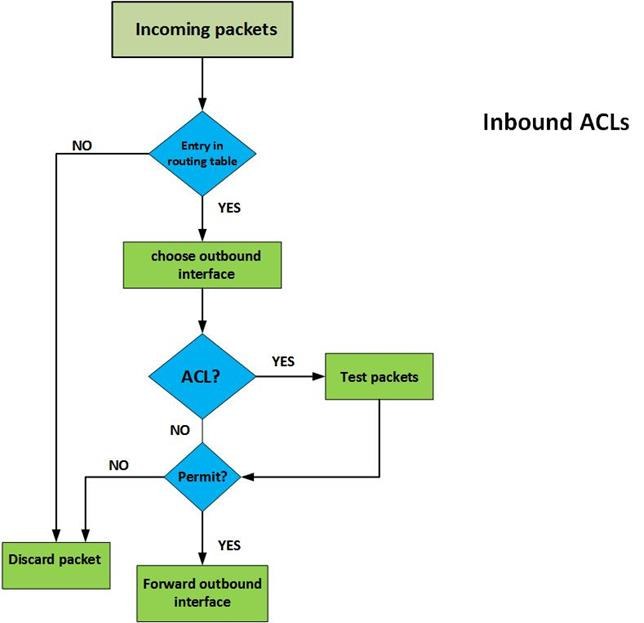 Incoming packets
Inbound ACLs
Entry in
routing table
NO
YES
choose outbound
interface
ACL?
YES
Test packets
NO
Permit?
NO
YES
Discard packet
Forward outbound
interface